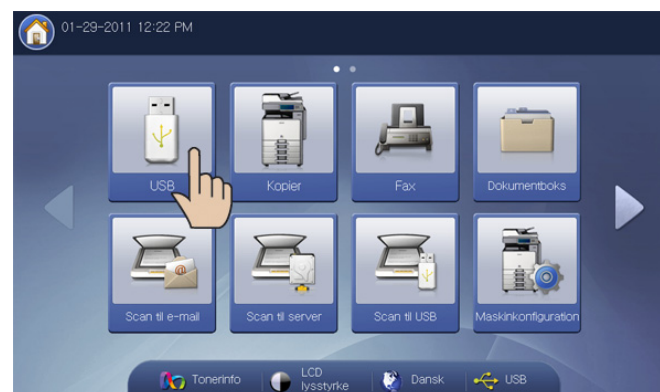 01-29-2011 12:22 PM
USB
Kopier
Fax
Dokumentboks
Scan til e-mail
Scan til server
Scan til USB
Maskinkonfiguration
Tonerinfo
LCD
lysstyrke
Dansk
USB